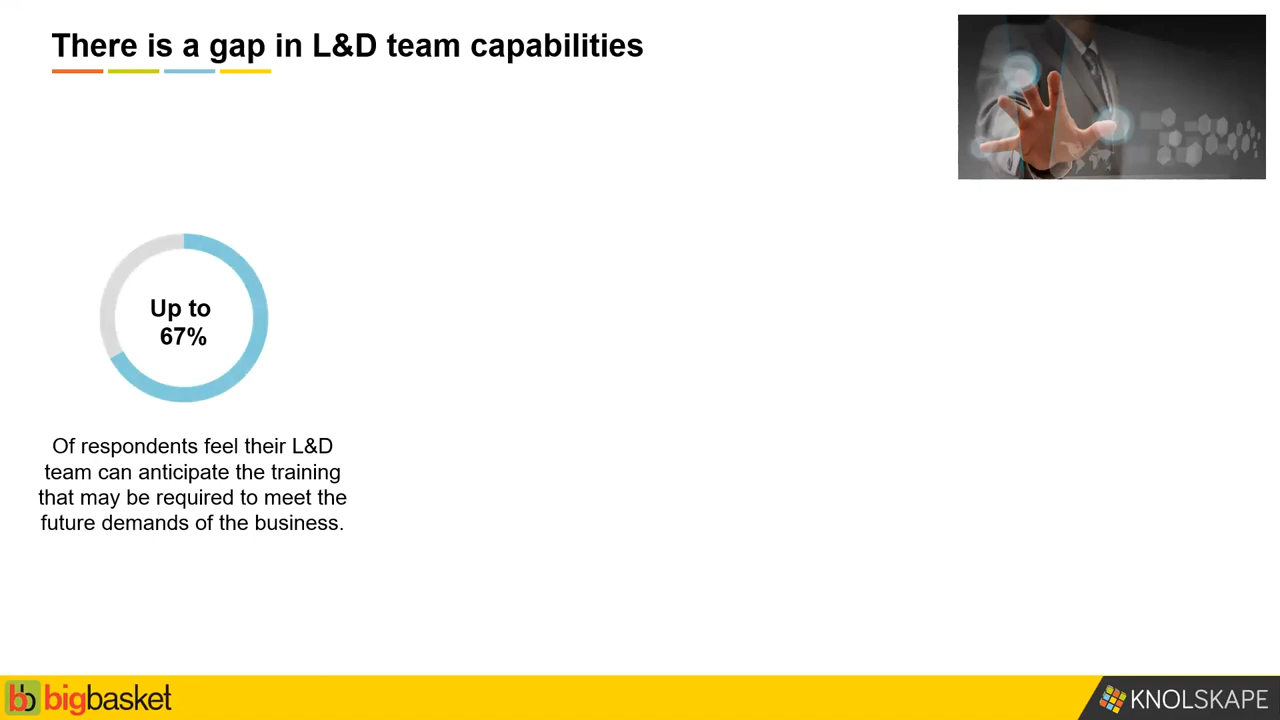 There is a gap in L&D team capabilities
Up to
67%
Of respondents feel their L&D
team can anticipate the training
that may be required to meet the
future demands of the business.
bb bigbasket
KNOLSKAPE